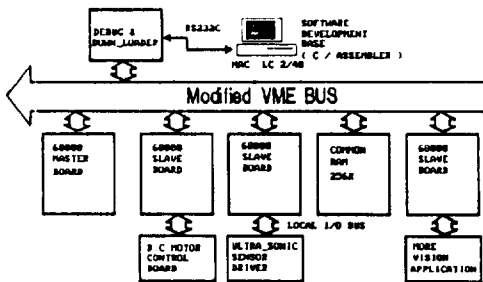 DEBUG &
DOWN_LOADER
RS232C
SOFTWARE
DEVELOPMENT
BASE
( C / ASSEMBLER )
MAC LC 2/40
Modified VME BUS
68000
MASTER
BOARD
68000
SLAVE
BOARD
68000
SLAVE
BOARD
COMMON
RAM
256K
68000
SLAVE
BOARD
LOCAL I/O BUS
D C MOTOR
CONTROL
BOARD
ULTRA_SONIC
SENSOR
DRIVER
MORE
VISION
APPLICATION